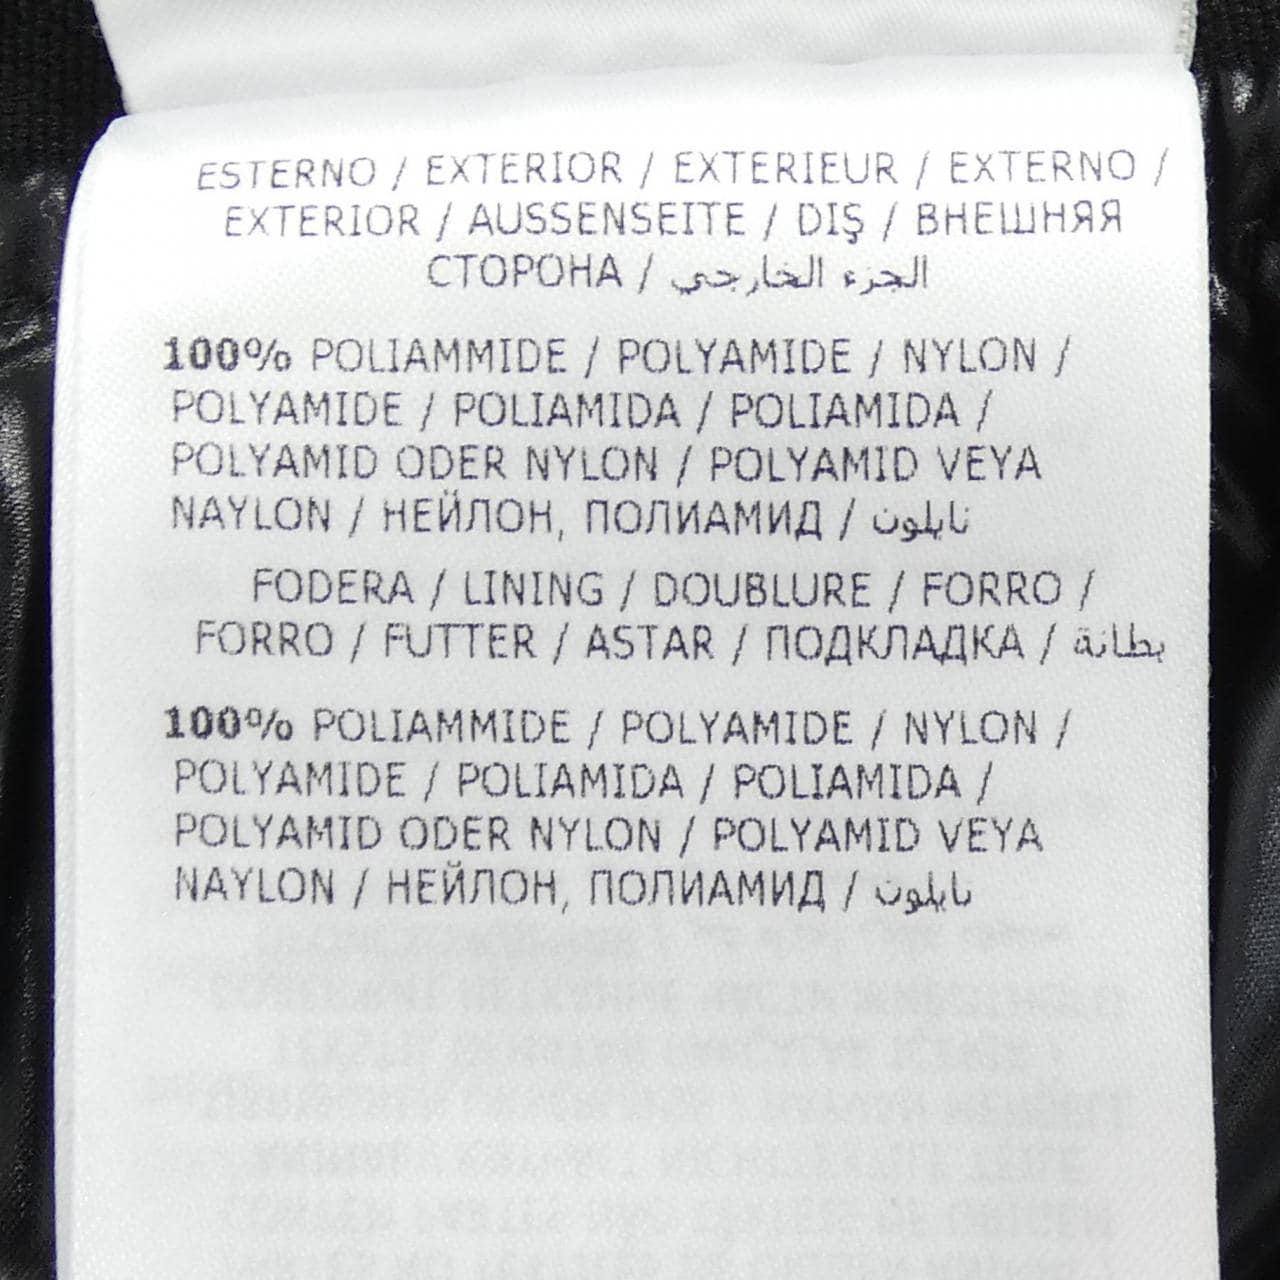 ESTERNO / EXTERIOR / EXTERIEUR / EXTERNO /
EXTERIOR / AUSSENSEITE / DIŞ / ВНЕШНЯЯ
СТОРОНА / الجزء الخارجي
100% POLIAMMIDE / POLYAMIDE / NYLON /
POLYAMIDE / POLIAMIDA / POLIAMIDA /
POLYAMID ODER NYLON / POLYAMID VEYA
NAYLON / НЕЙЛОН, ПОЛИАМИД / نايلون
FODERA / LINING / DOUBLURE / FORRO /
FORRO / FUTTER / ASTAR / ПОДКЛАДКА / بطانة
100% POLIAMMIDE / POLYAMIDE / NYLON /
POLYAMIDE / POLIAMIDA / POLIAMIDA /
POLYAMID ODER NYLON / POLYAMID VEYA
NAYLON / НЕЙЛОН, ПОЛИАМИД / نايلون